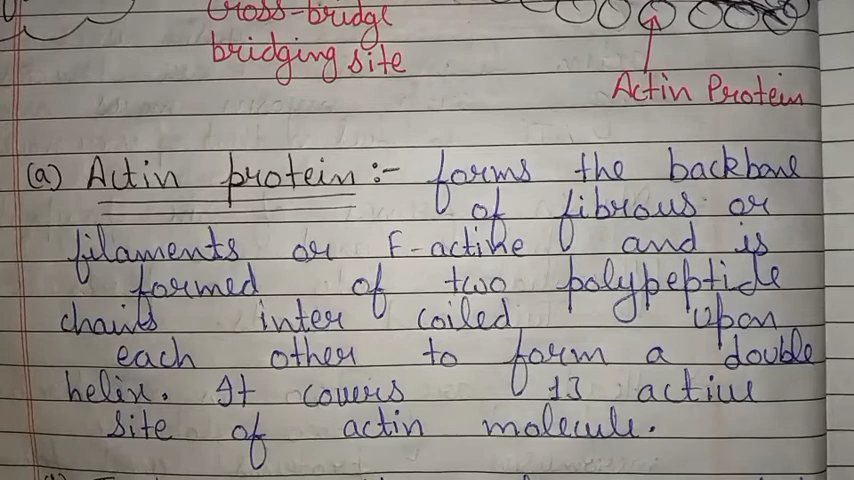 Cross-bridge
bridging site
Actin Protein
(a) Actin protein :- forms the backbone
of fibrous or
filaments or F-actine and is
formed of two polypeptide
chains inter coiled upon
each other to form a double
helix. It covers 13 active
site of actin molecule.